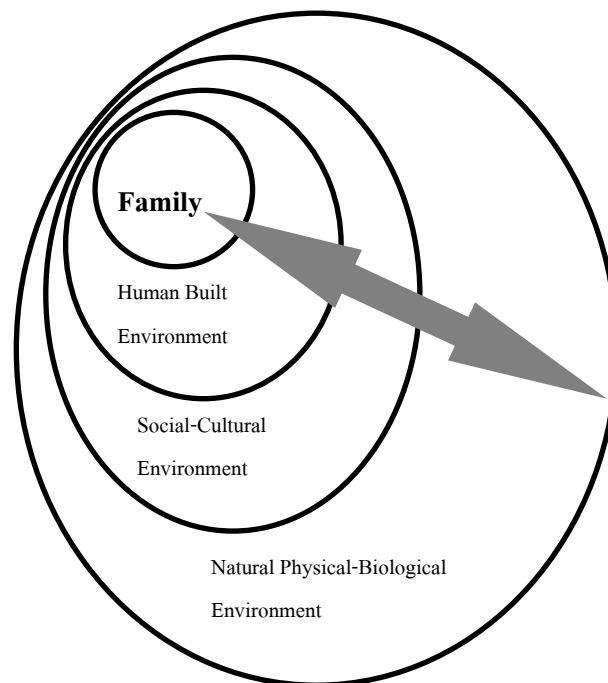 Family
Human Built
Environment
Social-Cultural
Environment
Natural Physical-Biological
Environment